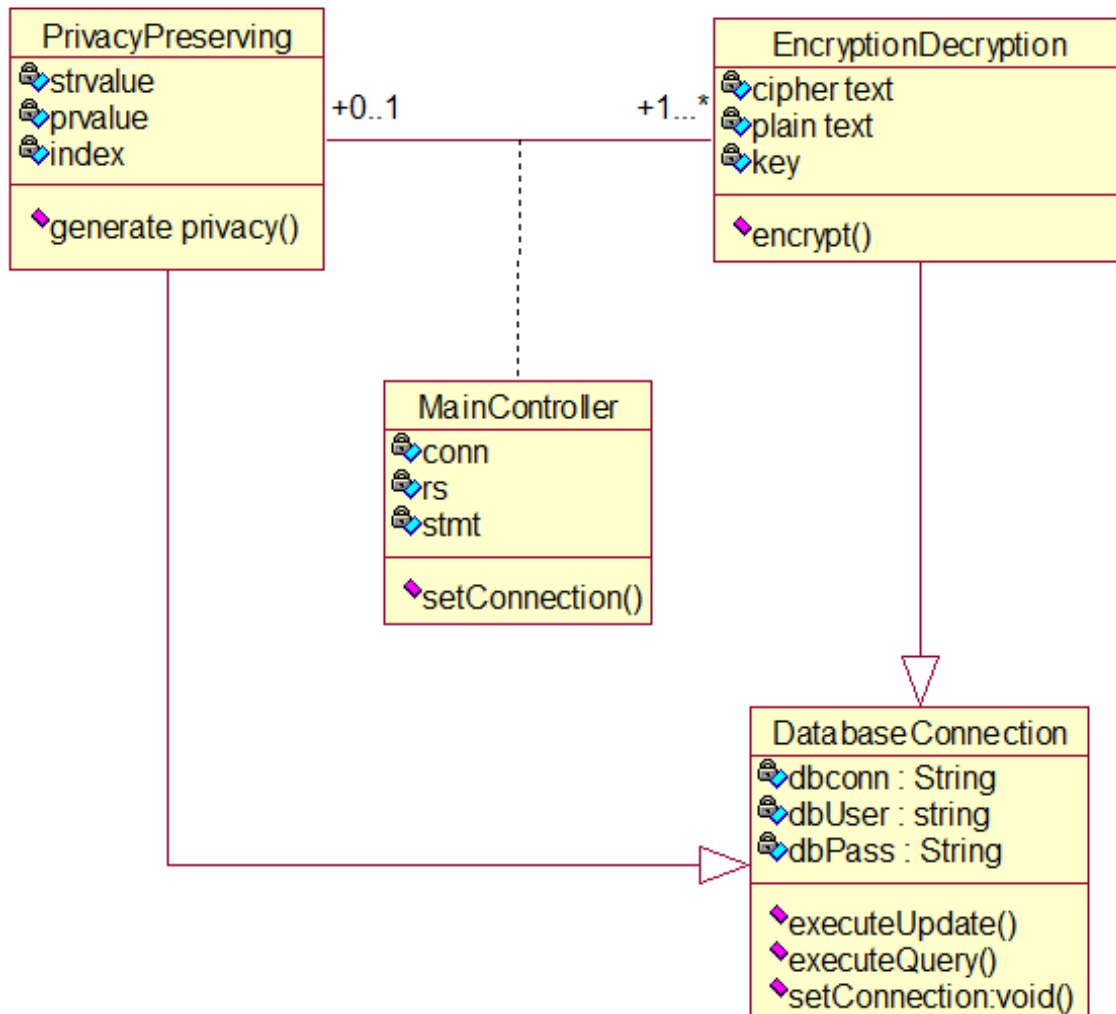 PrivacyPreserving
strvalue
prvalue
index
generate privacy()
+0..1
+1...*
EncryptionDecryption
cipher text
plain text
key
encrypt()
MainController
conn
rs
stmt
setConnection()
DatabaseConnection
dbconn : String
dbUser : string
dbPass : String
executeUpdate()
executeQuery()
setConnection:void()